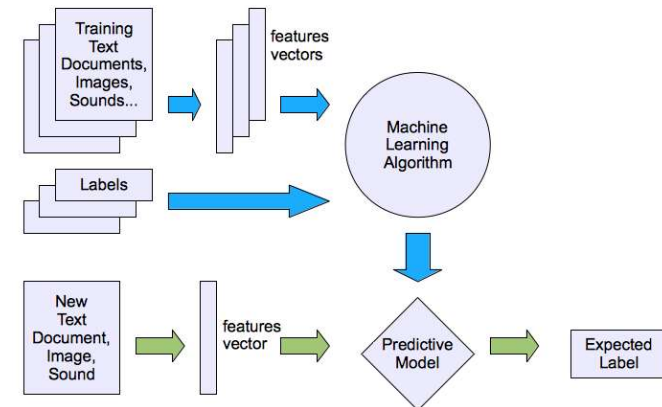 Training
Text
Documents,
Images,
Sounds...
features
vectors
Machine
Learning
Algorithm
Labels
New
Text
Document,
Image,
Sound
features
vector
Predictive
Model
Expected
Label